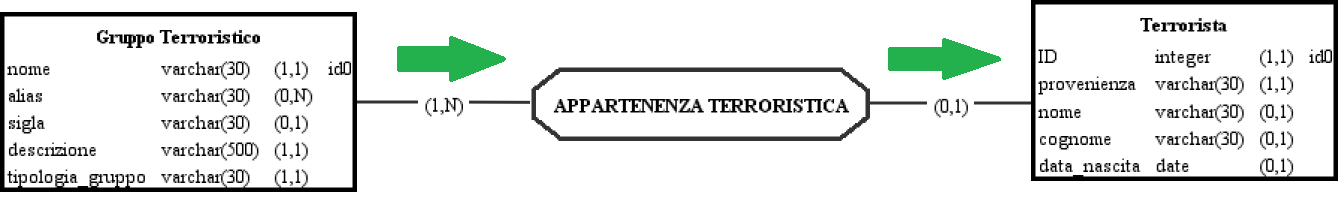 Gruppo Terroristico
nome varchar(30) (1,1) id0
alias varchar(30) (0,N)
sigla varchar(30) (0,1)
descrizione varchar(500) (1,1)
tipologia_gruppo varchar(30) (1,1)
(1,N)
APPARTENENZA TERRORISTICA
(0,1)
Terrorista
ID integer (1,1) id0
provenienza varchar(30) (1,1)
nome varchar(30) (0,1)
cognome varchar(30) (0,1)
data_nascita date (0,1)